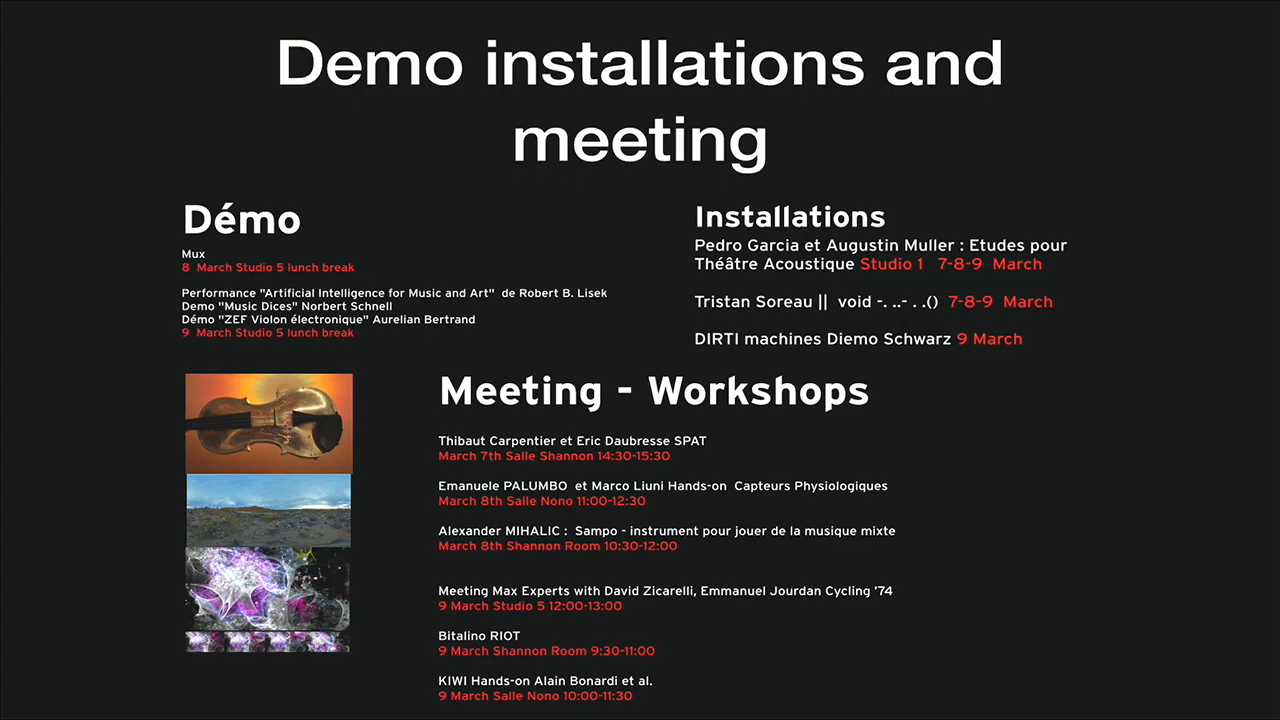 Demo installations and
meeting
Démo
Mux
8 March Studio 5 lunch break
Performance "Artificial Intelligence for Music and Art" de Robert B. Lisek
Demo "Music Dices" Norbert Schnell
Démo "ZEF Violon électronique" Aurelian Bertrand
9 March Studio 5 lunch break
Installations
Pedro Garcia et Augustin Muller : Etudes pour
Théâtre Acoustique Studio 1 7-8-9 March
Tristan Soreau || void -. ..- . .() 7-8-9 March
DIRTI machines Diemo Schwarz 9 March
Meeting - Workshops
Thibaut Carpentier et Eric Daubresse SPAT
March 7th Salle Shannon 14:30-15:30
Emanuele PALUMBO et Marco Liuni Hands-on Capteurs Physiologiques
March 8th Salle Nono 11:00-12:30
Alexander MIHALIC : Sampo - instrument pour jouer de la musique mixte
March 8th Shannon Room 10:30-12:00
Meeting Max Experts with David Zicarelli, Emmanuel Jourdan Cycling '74
9 March Studio 5 12:00-13:00
Bitalino RIOT
9 March Shannon Room 9:30-11:00
KIWI Hands-on Alain Bonardi et al.
9 March Salle Nono 10:00-11:30